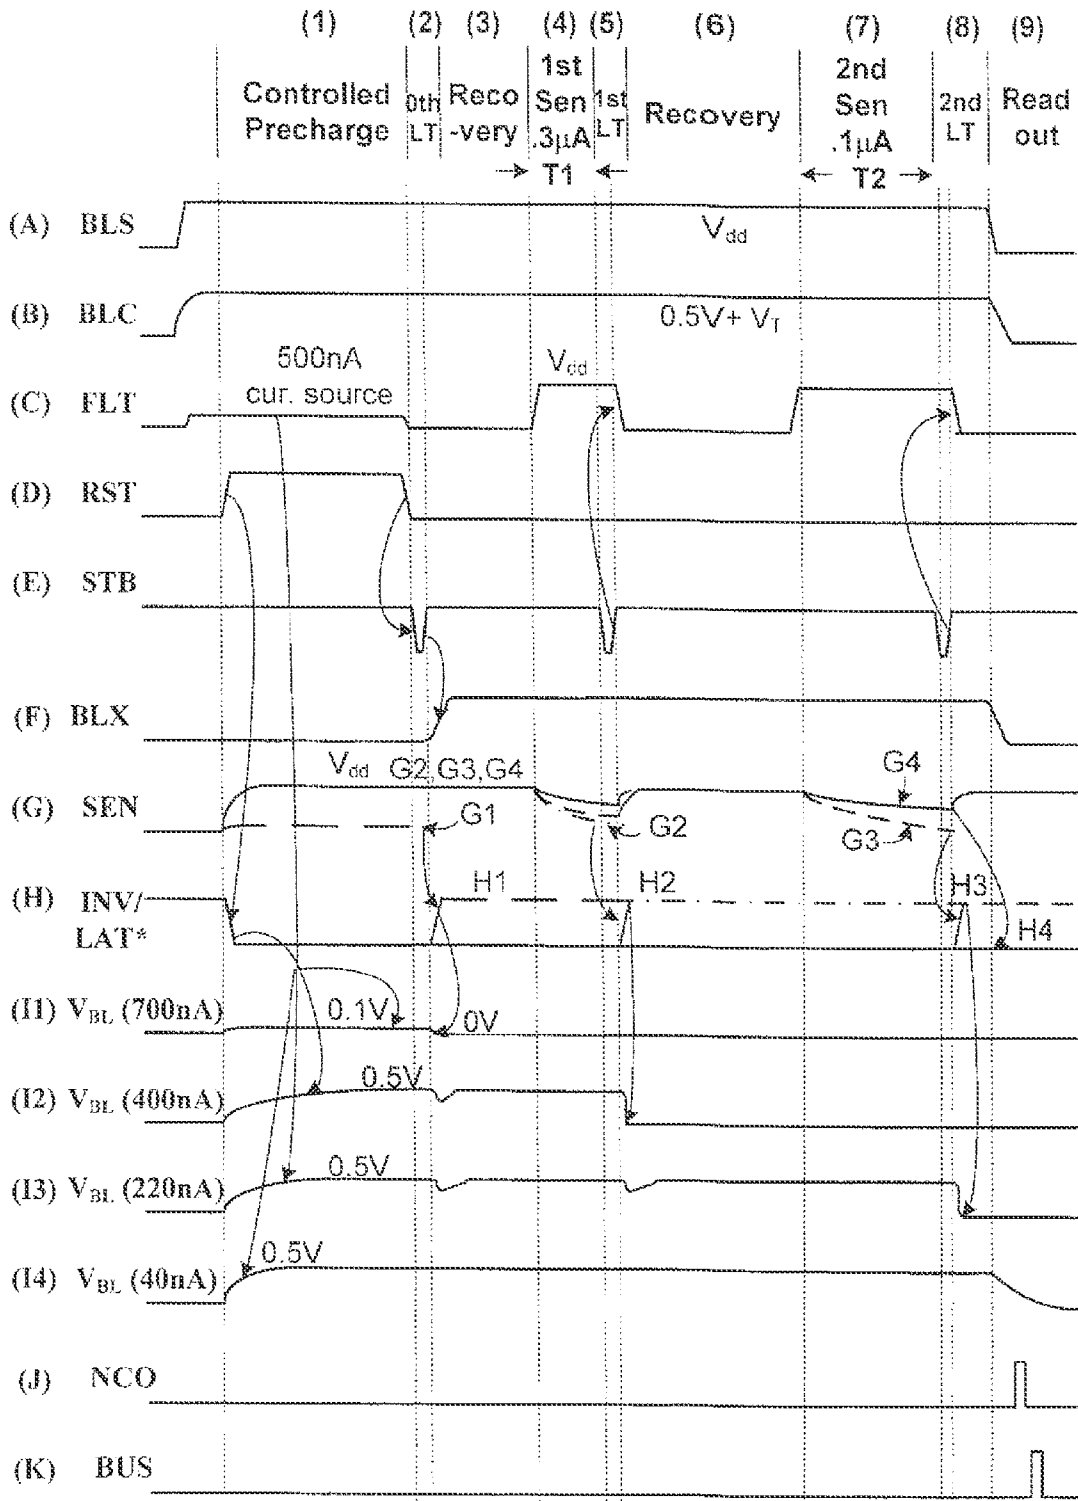 (1) (2) (3) (4) (5) (6) (7) (8) (9)
Controlled
Precharge
0th
LT
Reco
-very
1st
Sen
.3μA
T1
1st
LT
Recovery
2nd
Sen
.1μA
T2
2nd
LT
Read
out
(A) BLS
Vdd
(B) BLC
0.5V+ VT
(C) FLT
500nA
cur. source
Vdd
(D) RST
(E) STB
(F) BLX
(G) SEN
Vdd G2,G3,G4
G1
G2
G4
G3
(H) INV/
LAT*
H1
H2
H3
H4
(I1) VBL (700nA)
0.1V
0V
(I2) VBL (400nA)
0.5V
(I3) VBL (220nA)
0.5V
(I4) VBL (40nA)
0.5V
(J) NCO
(K) BUS